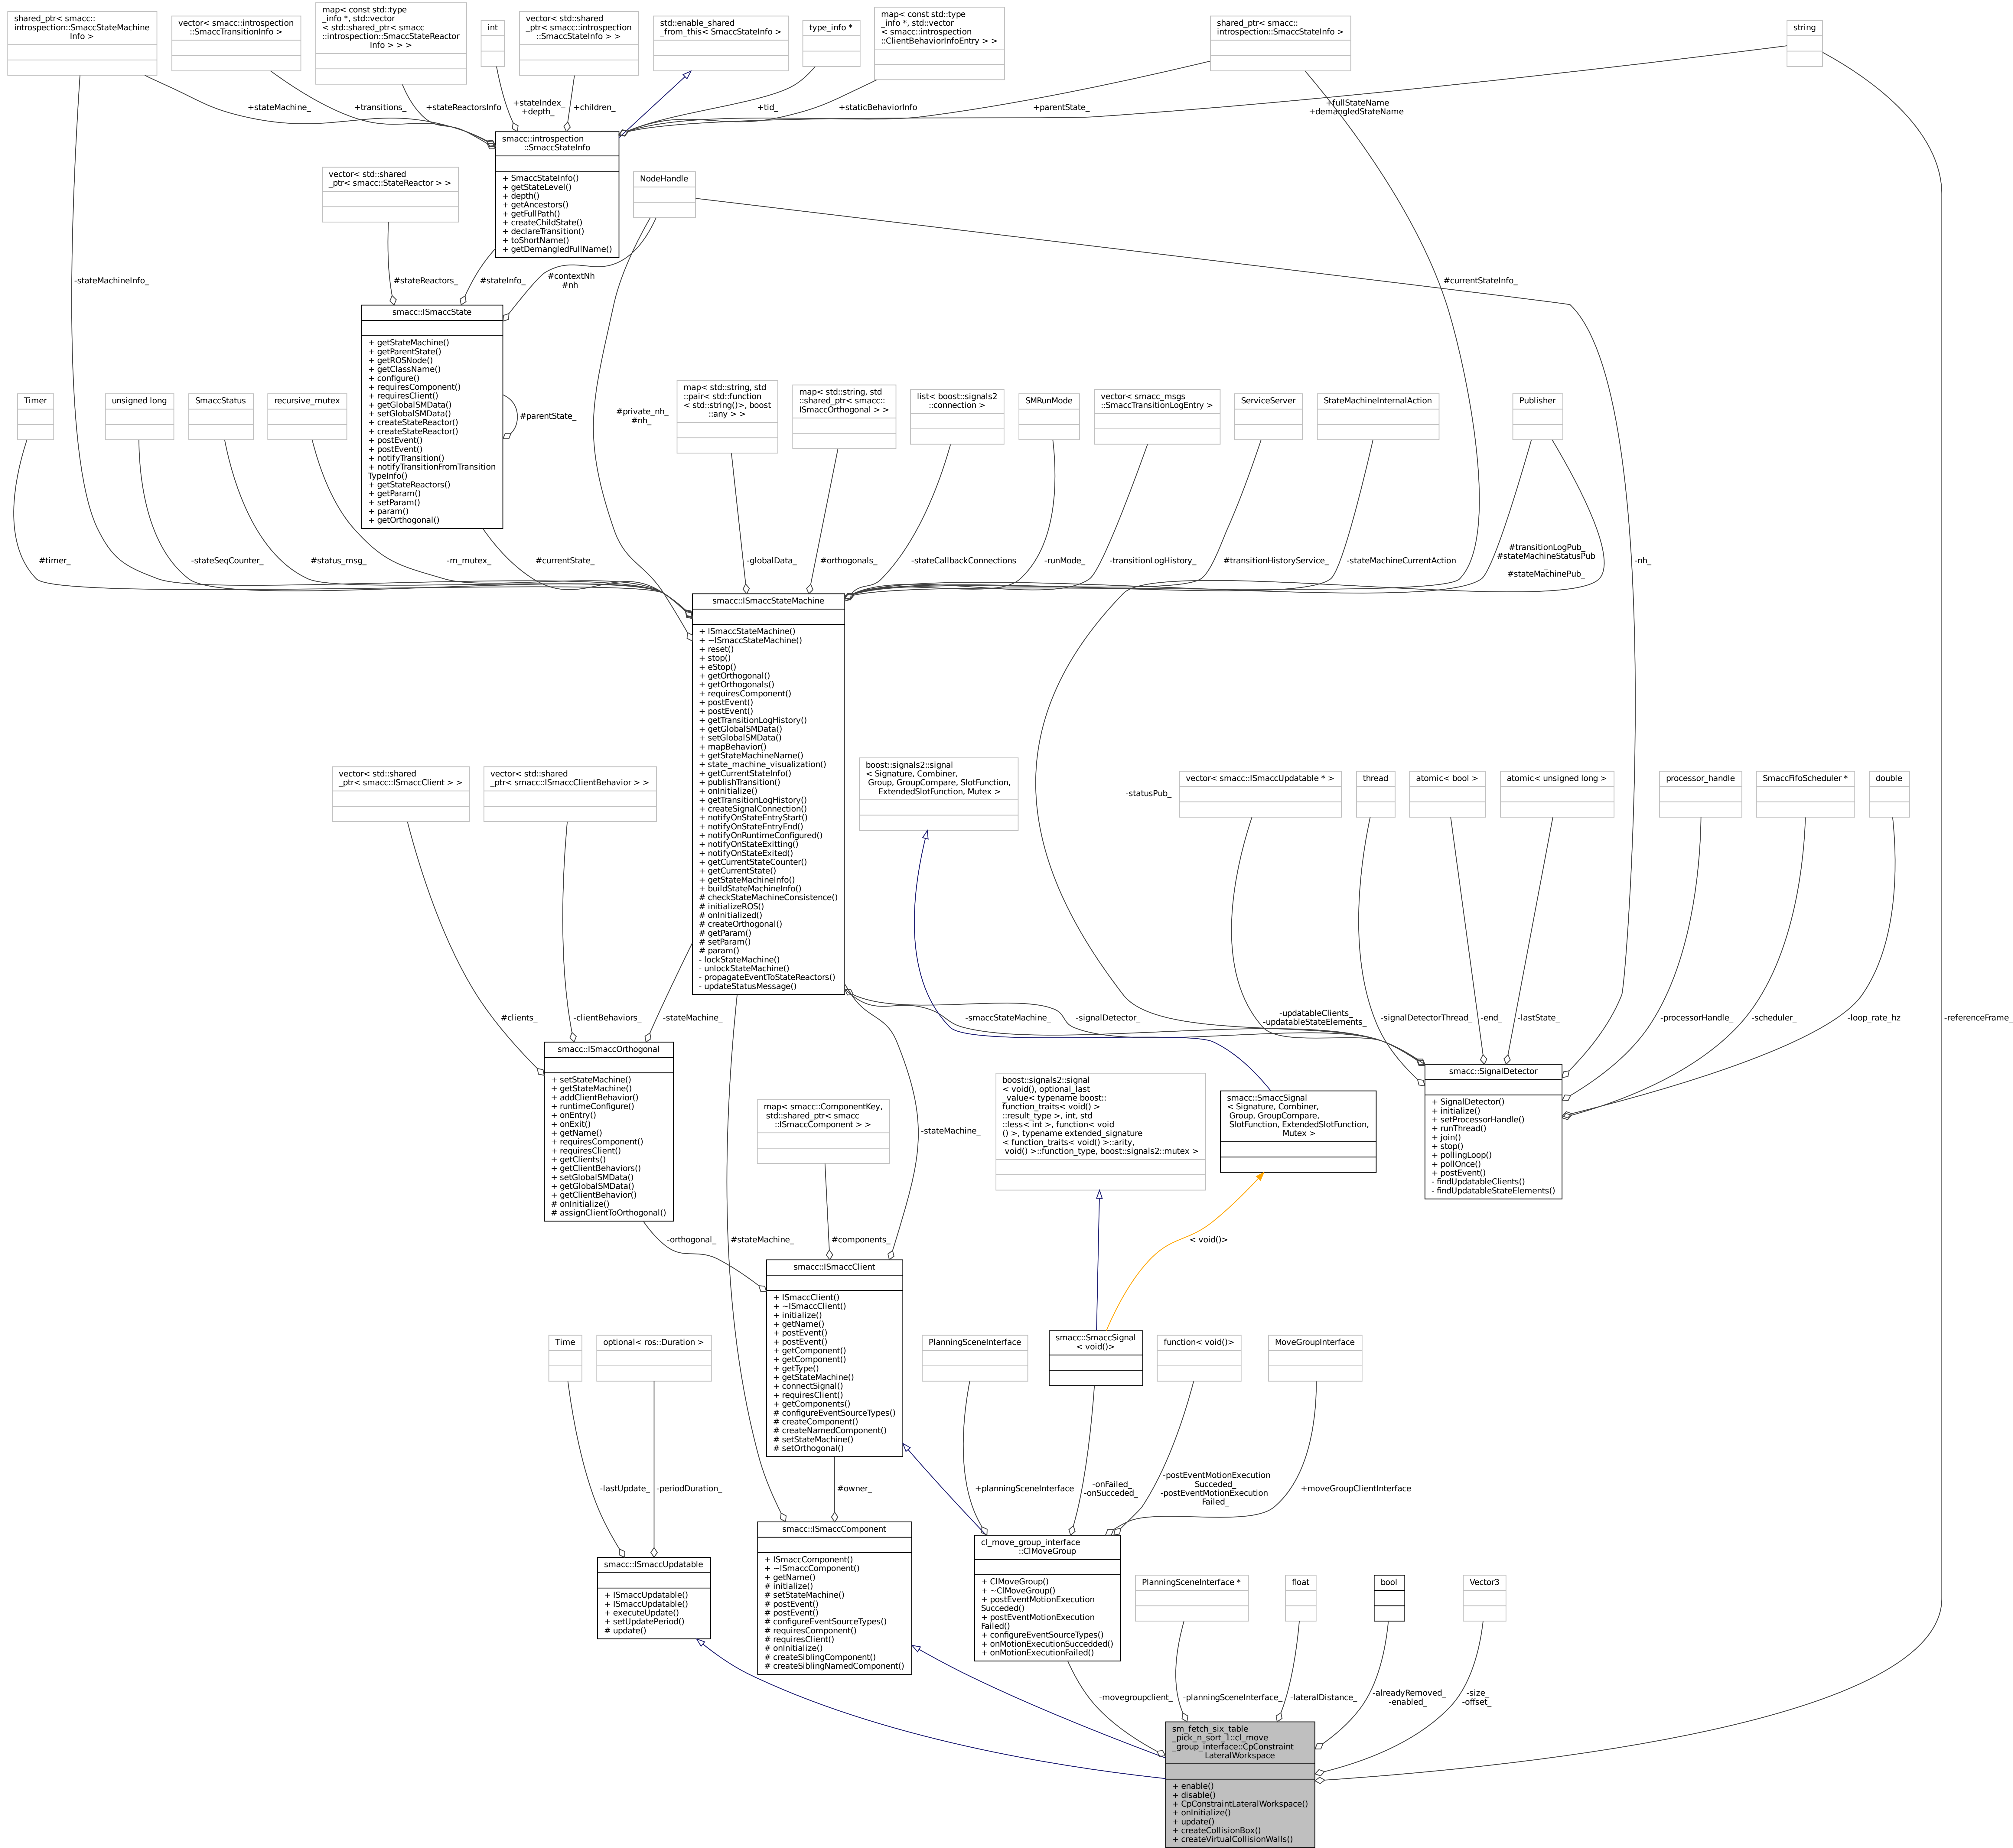 shared_ptr< smacc::
introspection::SmaccStateMachine
Info >
vector< smacc::introspection
::SmaccTransitionInfo >
map< const std::type
_info *, std::vector
< std::shared_ptr< smacc
::introspection::SmaccStateReactor
Info > > >
int
vector< std::shared
_ptr< smacc::introspection
::SmaccStateInfo > >
std::enable_shared
_from_this< SmaccStateInfo >
type_info *
map< const std::type
_info *, std::vector
< smacc::introspection
::ClientBehaviorInfoEntry > >
shared_ptr< smacc::
introspection::SmaccStateInfo >
string
+stateMachine_
+transitions_
+stateReactorsInfo
+stateIndex_
+depth_
+children_
+tid_
+staticBehaviorInfo
+parentState_
+fullStateName
+demangledStateName
smacc::introspection
::SmaccStateInfo
+ SmaccStateInfo()
+ getStateLevel()
+ depth()
+ getAncestors()
+ getFullPath()
+ createChildState()
+ declareTransition()
+ toShortName()
+ getDemangledFullName()
vector< std::shared
_ptr< smacc::StateReactor > >
NodeHandle
-stateMachineInfo_
#stateReactors_
#stateInfo_
#contextNh
#nh
#currentStateInfo_
smacc::ISmaccState
+ getStateMachine()
+ getParentState()
+ getROSNode()
+ getClassName()
+ configure()
+ requiresComponent()
+ requiresClient()
+ getGlobalSMData()
+ setGlobalSMData()
+ createStateReactor()
+ createStateReactor()
+ postEvent()
+ postEvent()
+ notifyTransition()
+ notifyTransitionFromTransition
TypeInfo()
+ getStateReactors()
+ getParam()
+ setParam()
+ param()
+ getOrthogonal()
#parentState_
#private_nh_
#nh_
Timer
unsigned long
SmaccStatus
recursive_mutex
map< std::string, std
::pair< std::function
< std::string()>, boost
::any > >
map< std::string, std
::shared_ptr< smacc::
ISmaccOrthogonal > >
list< boost::signals2
::connection >
SMRunMode
vector< smacc_msgs
::SmaccTransitionLogEntry >
ServiceServer
StateMachineInternalAction
Publisher
#timer_
-stateSeqCounter_
#status_msg_
-m_mutex_
#currentState_
-globalData_
#orthogonals_
-stateCallbackConnections
-runMode_
-transitionLogHistory_
#transitionHistoryService_
-stateMachineCurrentAction
#transitionLogPub_
#stateMachineStatusPub
_
#stateMachinePub_
-nh_
smacc::ISmaccStateMachine
+ ISmaccStateMachine()
+ ~ISmaccStateMachine()
+ reset()
+ stop()
+ eStop()
+ getOrthogonal()
+ getOrthogonals()
+ requiresComponent()
+ postEvent()
+ postEvent()
+ getTransitionLogHistory()
+ getGlobalSMData()
+ setGlobalSMData()
+ mapBehavior()
+ getStateMachineName()
+ state_machine_visualization()
+ getCurrentStateInfo()
+ publishTransition()
+ onInitialize()
+ getTransitionLogHistory()
+ createSignalConnection()
+ notifyOnStateEntryStart()
+ notifyOnStateEntryEnd()
+ notifyOnRuntimeConfigured()
+ notifyOnStateExitting()
+ notifyOnStateExited()
+ getCurrentStateCounter()
+ getCurrentState()
+ getStateMachineInfo()
+ buildStateMachineInfo()
# checkStateMachineConsistence()
# initializeROS()
# onInitialized()
# createOrthogonal()
# getParam()
# setParam()
# param()
- lockStateMachine()
- unlockStateMachine()
- propagateEventToStateReactors()
- updateStatusMessage()
vector< std::shared
_ptr< smacc::ISmaccClient > >
vector< std::shared
_ptr< smacc::ISmaccClientBehavior > >
boost::signals2::signal
< Signature, Combiner,
Group, GroupCompare, SlotFunction,
ExtendedSlotFunction, Mutex >
-statusPub_
vector< smacc::ISmaccUpdatable * >
thread
atomic< bool >
atomic< unsigned long >
processor_handle
SmaccFifoScheduler *
double
#clients_
-clientBehaviors_
-stateMachine_
-smaccStateMachine_
-signalDetector_
-updatableClients_
-updatableStateElements_
-signalDetectorThread_
-end_
-lastState_
-processorHandle_
-scheduler_
-loop_rate_hz
-referenceFrame_
smacc::ISmaccOrthogonal
+ setStateMachine()
+ getStateMachine()
+ addClientBehavior()
+ runtimeConfigure()
+ onEntry()
+ onExit()
+ getName()
+ requiresComponent()
+ requiresClient()
+ getClients()
+ getClientBehaviors()
+ setGlobalSMData()
+ getGlobalSMData()
+ getClientBehavior()
# onInitialize()
# assignClientToOrthogonal()
map< smacc::ComponentKey,
std::shared_ptr< smacc
::ISmaccComponent > >
-stateMachine_
boost::signals2::signal
< void(), optional_last
_value< typename boost::
function_traits< void() >
::result_type >, int, std
::less< int >, function< void
() >, typename extended_signature
< function_traits< void() >::arity,
void() >::function_type, boost::signals2::mutex >
smacc::SmaccSignal
< Signature, Combiner,
Group, GroupCompare,
SlotFunction, ExtendedSlotFunction,
Mutex >
smacc::SignalDetector
+ SignalDetector()
+ initialize()
+ setProcessorHandle()
+ runThread()
+ join()
+ stop()
+ pollingLoop()
+ pollOnce()
+ postEvent()
- findUpdatableClients()
- findUpdatableStateElements()
-orthogonal_
#stateMachine_
#components_
< void()>
smacc::ISmaccClient
+ ISmaccClient()
+ ~ISmaccClient()
+ initialize()
+ getName()
+ postEvent()
+ postEvent()
+ getComponent()
+ getComponent()
+ getType()
+ getStateMachine()
+ connectSignal()
+ requiresClient()
+ getComponents()
# configureEventSourceTypes()
# createComponent()
# createNamedComponent()
# setStateMachine()
# setOrthogonal()
Time
optional< ros::Duration >
PlanningSceneInterface
smacc::SmaccSignal
< void()>
function< void()>
MoveGroupInterface
-lastUpdate_
-periodDuration_
#owner_
+planningSceneInterface
-onFailed_
-onSucceded_
-postEventMotionExecution
Succeded_
-postEventMotionExecution
Failed_
+moveGroupClientInterface
smacc::ISmaccUpdatable
+ ISmaccUpdatable()
+ ISmaccUpdatable()
+ executeUpdate()
+ setUpdatePeriod()
# update()
smacc::ISmaccComponent
+ ISmaccComponent()
+ ~ISmaccComponent()
+ getName()
# initialize()
# setStateMachine()
# postEvent()
# postEvent()
# configureEventSourceTypes()
# requiresComponent()
# requiresClient()
# onInitialize()
# createSiblingComponent()
# createSiblingNamedComponent()
cl_move_group_interface
::ClMoveGroup
+ ClMoveGroup()
+ ~ClMoveGroup()
+ postEventMotionExecution
Succeded()
+ postEventMotionExecution
Failed()
+ configureEventSourceTypes()
+ onMotionExecutionSuccedded()
+ onMotionExecutionFailed()
PlanningSceneInterface *
float
bool
Vector3
-movegroupclient_
-planningSceneInterface_
-lateralDistance_
-alreadyRemoved_
-enabled_
-size_
-offset_
sm_fetch_six_table
_pick_n_sort_1::cl_move
_group_interface::CpConstraint
LateralWorkspace
+ enable()
+ disable()
+ CpConstraintLateralWorkspace()
+ onInitialize()
+ update()
+ createCollisionBox()
+ createVirtualCollisionWalls()